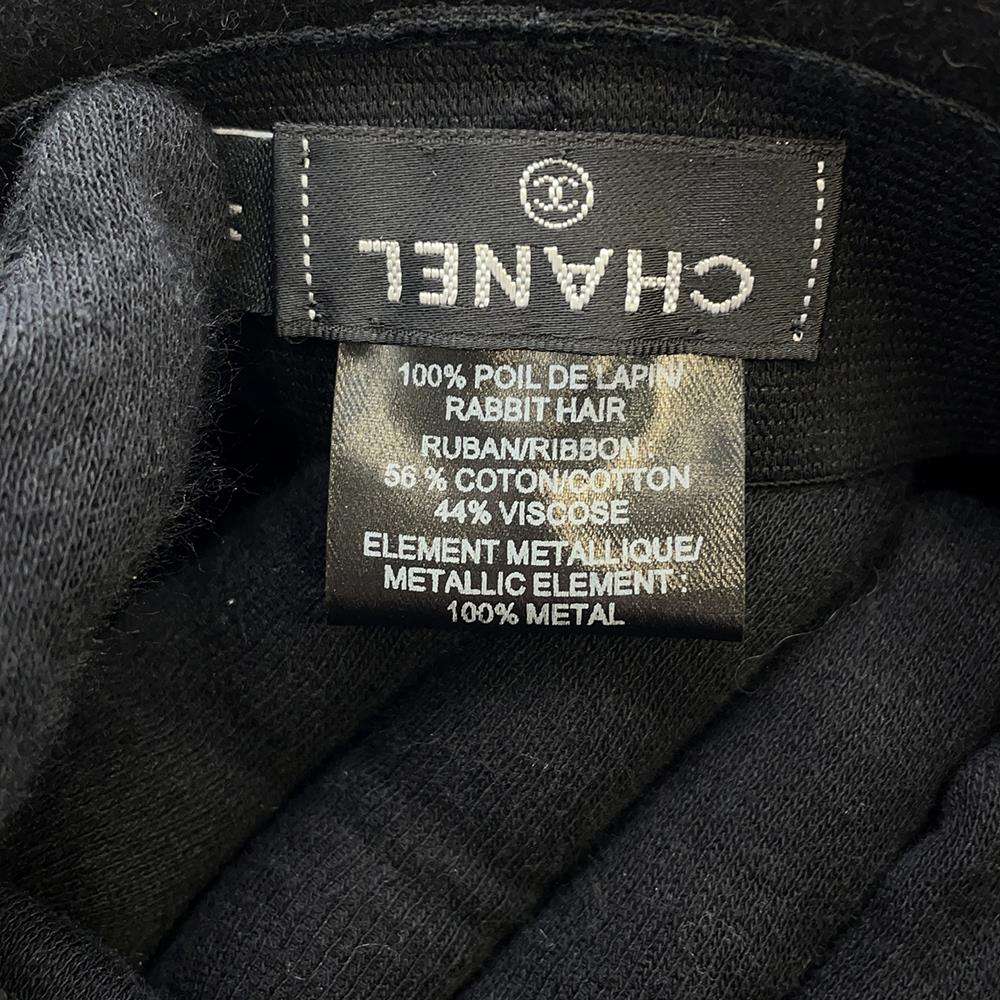 CHANEL
100% POIL DE LAPIN/
RABBIT HAIR
RUBAN/RIBBON :
56 % COTON/COTTON
44% VISCOSE
ELEMENT METALLIQUE/
METALLIC ELEMENT :
100% METAL